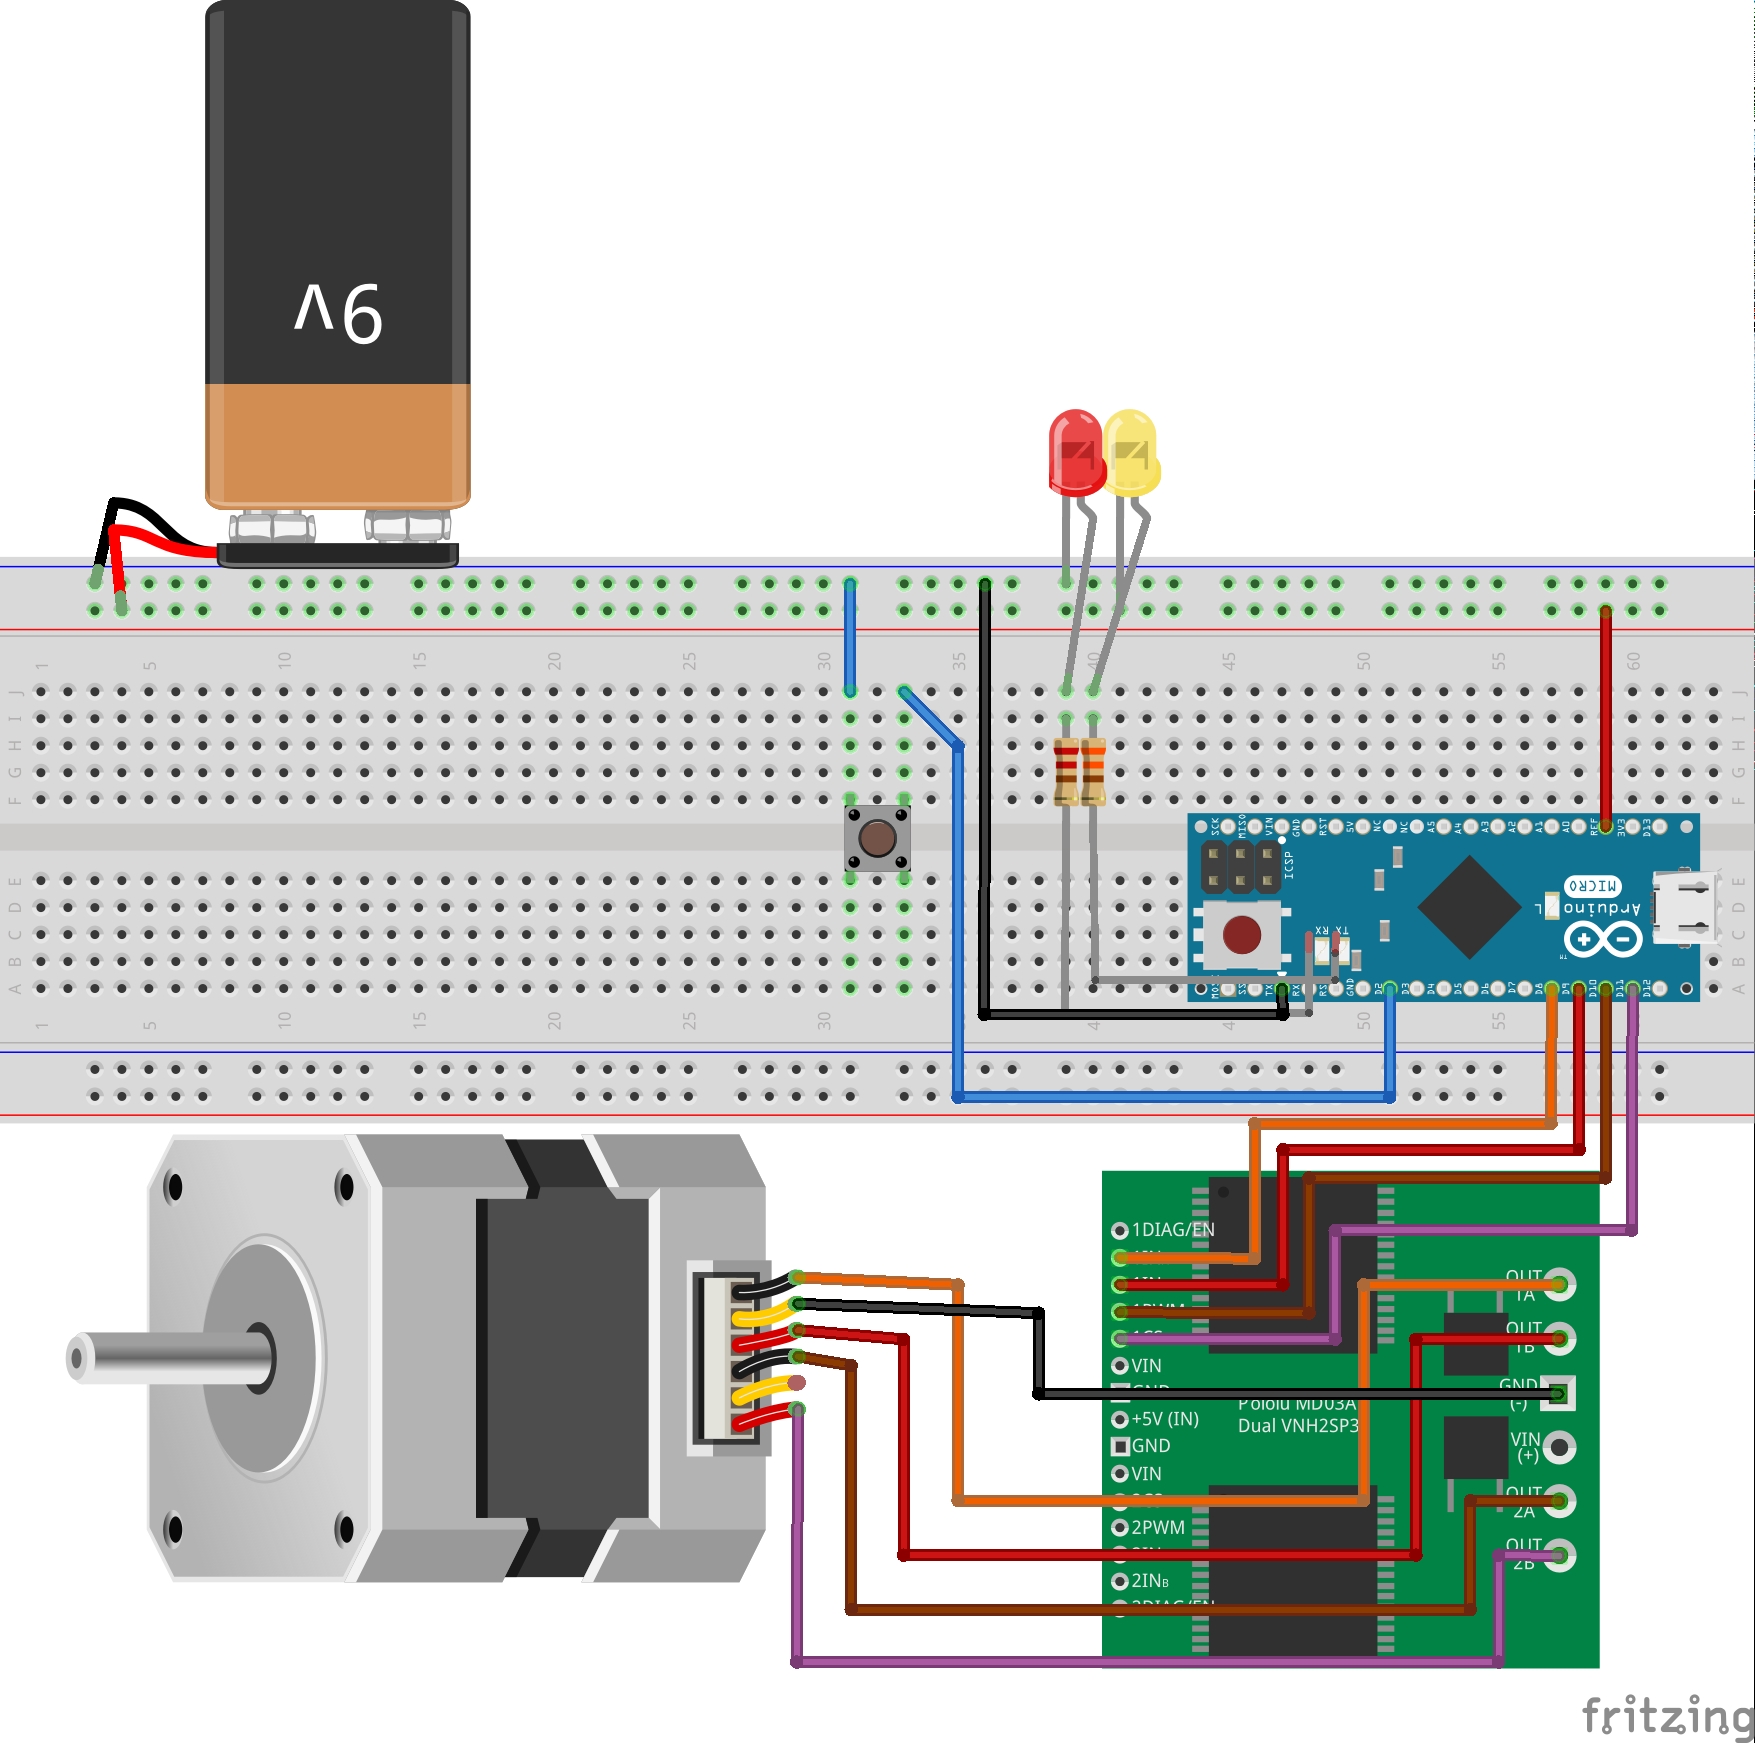 9V
1 5 10 15 20 25 30 35 40 45 50 55 60
J J
I I
H H
G G
F F
SCK MISO VIN GND RST 5V NC NC A5 A4 A3 A2 A1 A0 REF 3V3 D13
ICSP
E E
D D
C C
B B
A A
MICRO
Arduino
L
TX RX
TM
SS TX RX GND D2 D3 D4 D5 D6 D7 D8 D9 D10 D11 D12
1 5 10 15 20 25 30 4 4 50 55
1DIAG/EN
VIN
+5V (IN)
GND
VIN
2PWM
2INB
Pololu MD03A
Dual VNH2SP3
OUT
1A
OUT
1B
GND
(-)
VIN
(+)
OUT
2A
OUT
2B
fritzing